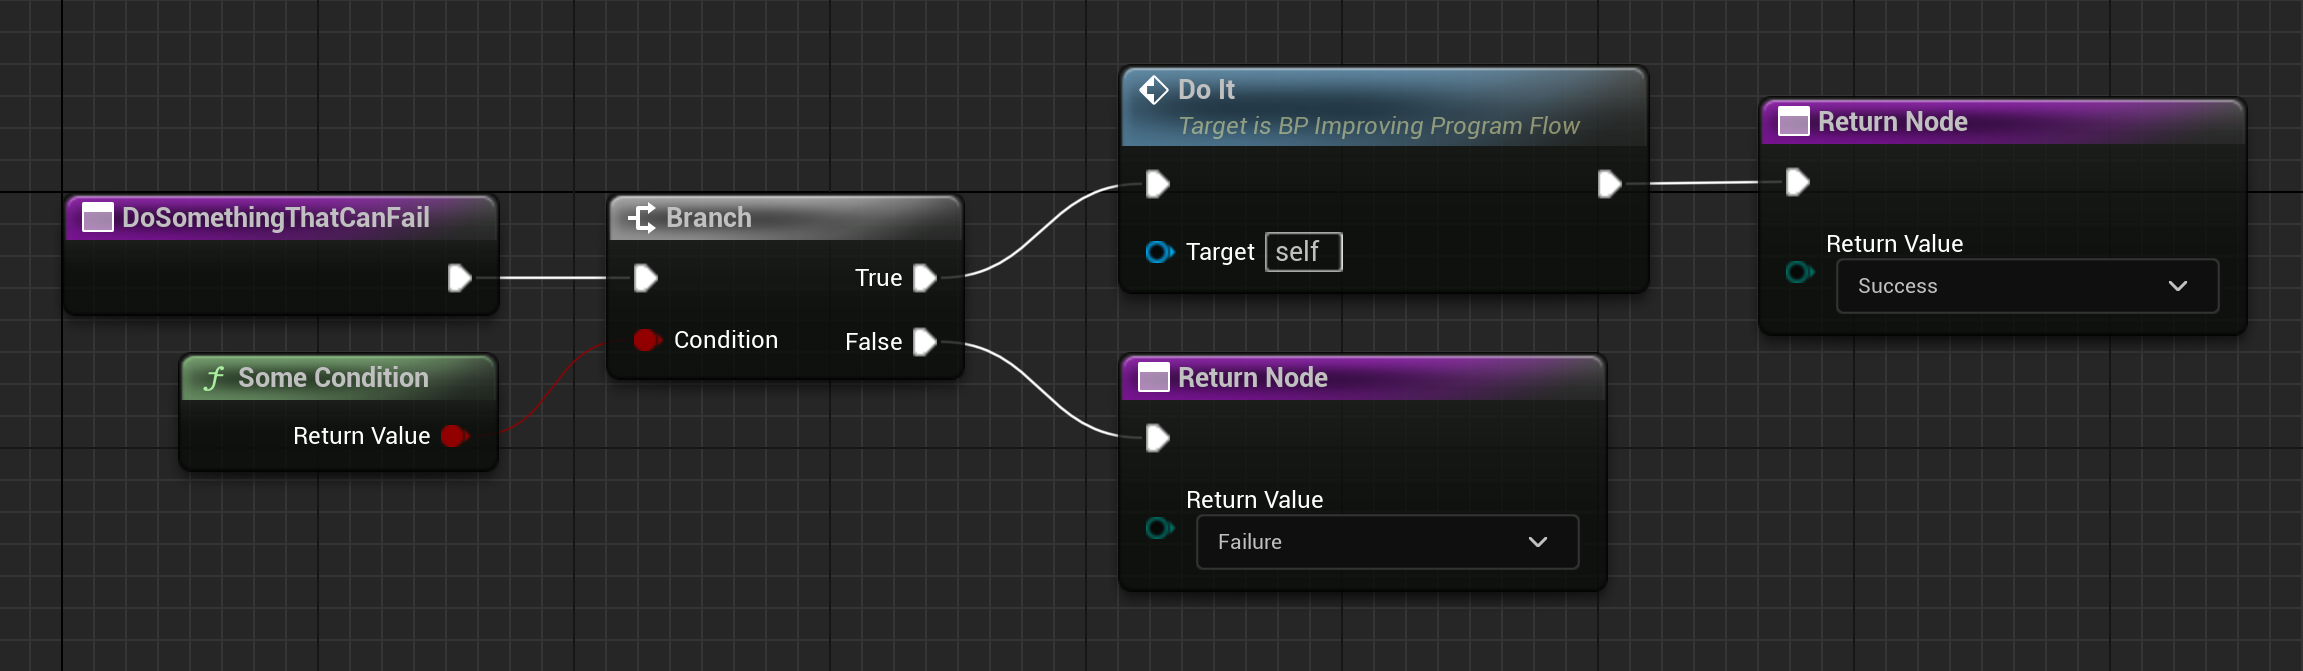 DoSomethingThatCanFail
Some Condition
Return Value
Branch
True
Condition
False
Do It
Target is BP Improving Program Flow
Target self
Return Node
Return Value
Success
Return Node
Return Value
Failure